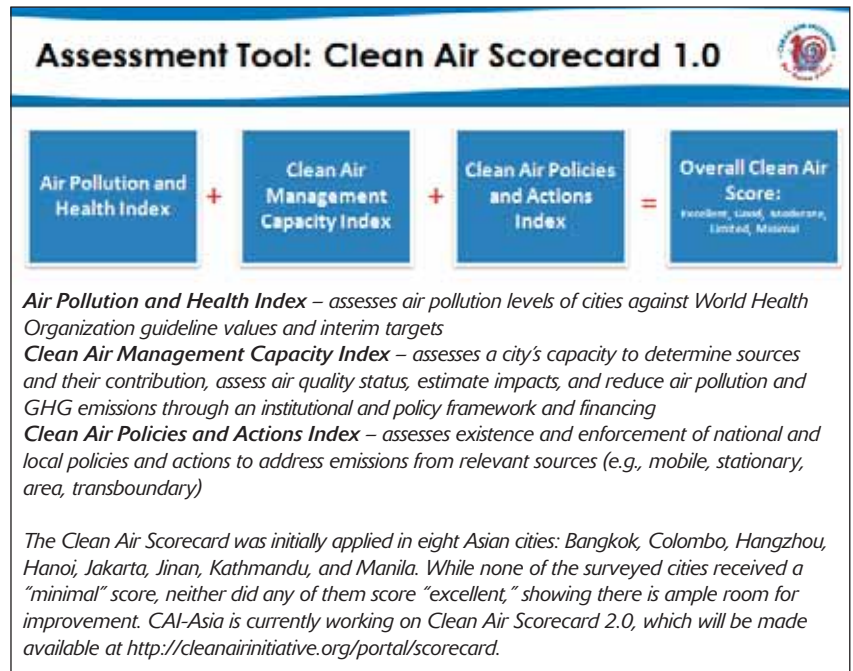 Assessment Tool: Clean Air Scorecard 1.0
Air Pollution and
Health Index
+
Clean Air
Management
Capacity Index
+
Clean Air Policies
and Actions
Index
=
Overall Clean Air
Score:
Excellent, Good, Moderate,
Limited, Minimal
Air Pollution and Health Index – assesses air pollution levels of cities against World Health
Organization guideline values and interim targets
Clean Air Management Capacity Index – assesses a city’s capacity to determine sources
and their contribution, assess air quality status, estimate impacts, and reduce air pollution and
GHG emissions through an institutional and policy framework and financing
Clean Air Policies and Actions Index – assesses existence and enforcement of national and
local policies and actions to address emissions from relevant sources (e.g., mobile, stationary,
area, transboundary)
The Clean Air Scorecard was initially applied in eight Asian cities: Bangkok, Colombo, Hangzhou,
Hanoi, Jakarta, Jinan, Kathmandu, and Manila. While none of the surveyed cities received a
“minimal” score, neither did any of them score “excellent,” showing there is ample room for
improvement. CAI-Asia is currently working on Clean Air Scorecard 2.0, which will be made
available at http://cleanairinitiative.org/portal/scorecard.